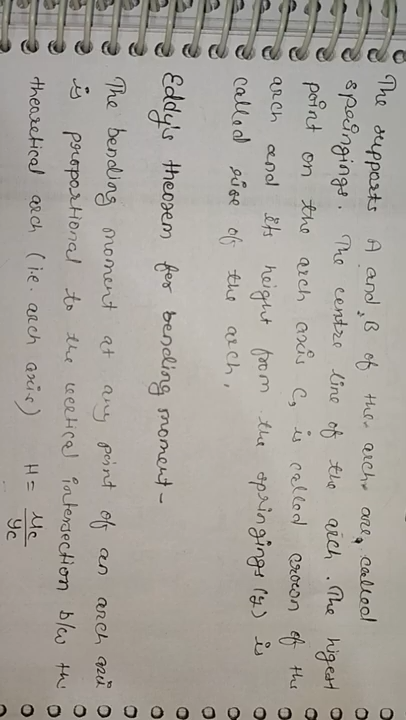 The supports A and B of the arch are, called
springings. The centre line of the arch. The higest
point on the arch axis C, is called crown of the
arch and its height from the springings (y) is
called rise of the arch,
Eddy's theorem for bending moment-
The bending moment at any point of an arch axis
is proportional to the vertical intersection b/w the
theoretical arch (i.e. arch axis) H = Mc/yc